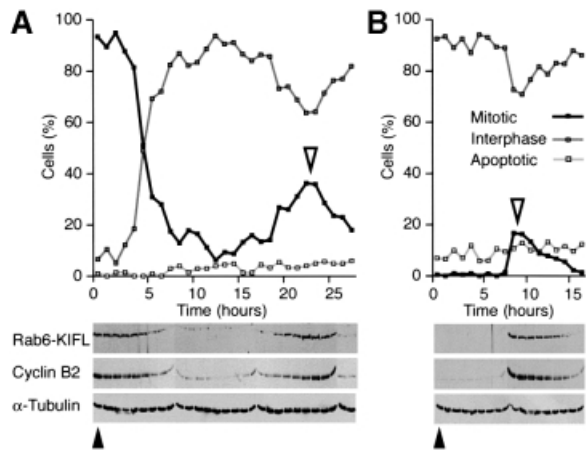 A
B
100
80
60
40
20
0
Cells (%)
0 5 10 15 20 25
Time (hours)
100
80
60
40
20
0
Cells (%)
Mitotic
Interphase
Apoptotic
0 5 10 15
Time (hours)
Rab6-KIFL
Cyclin B2
α-Tubulin